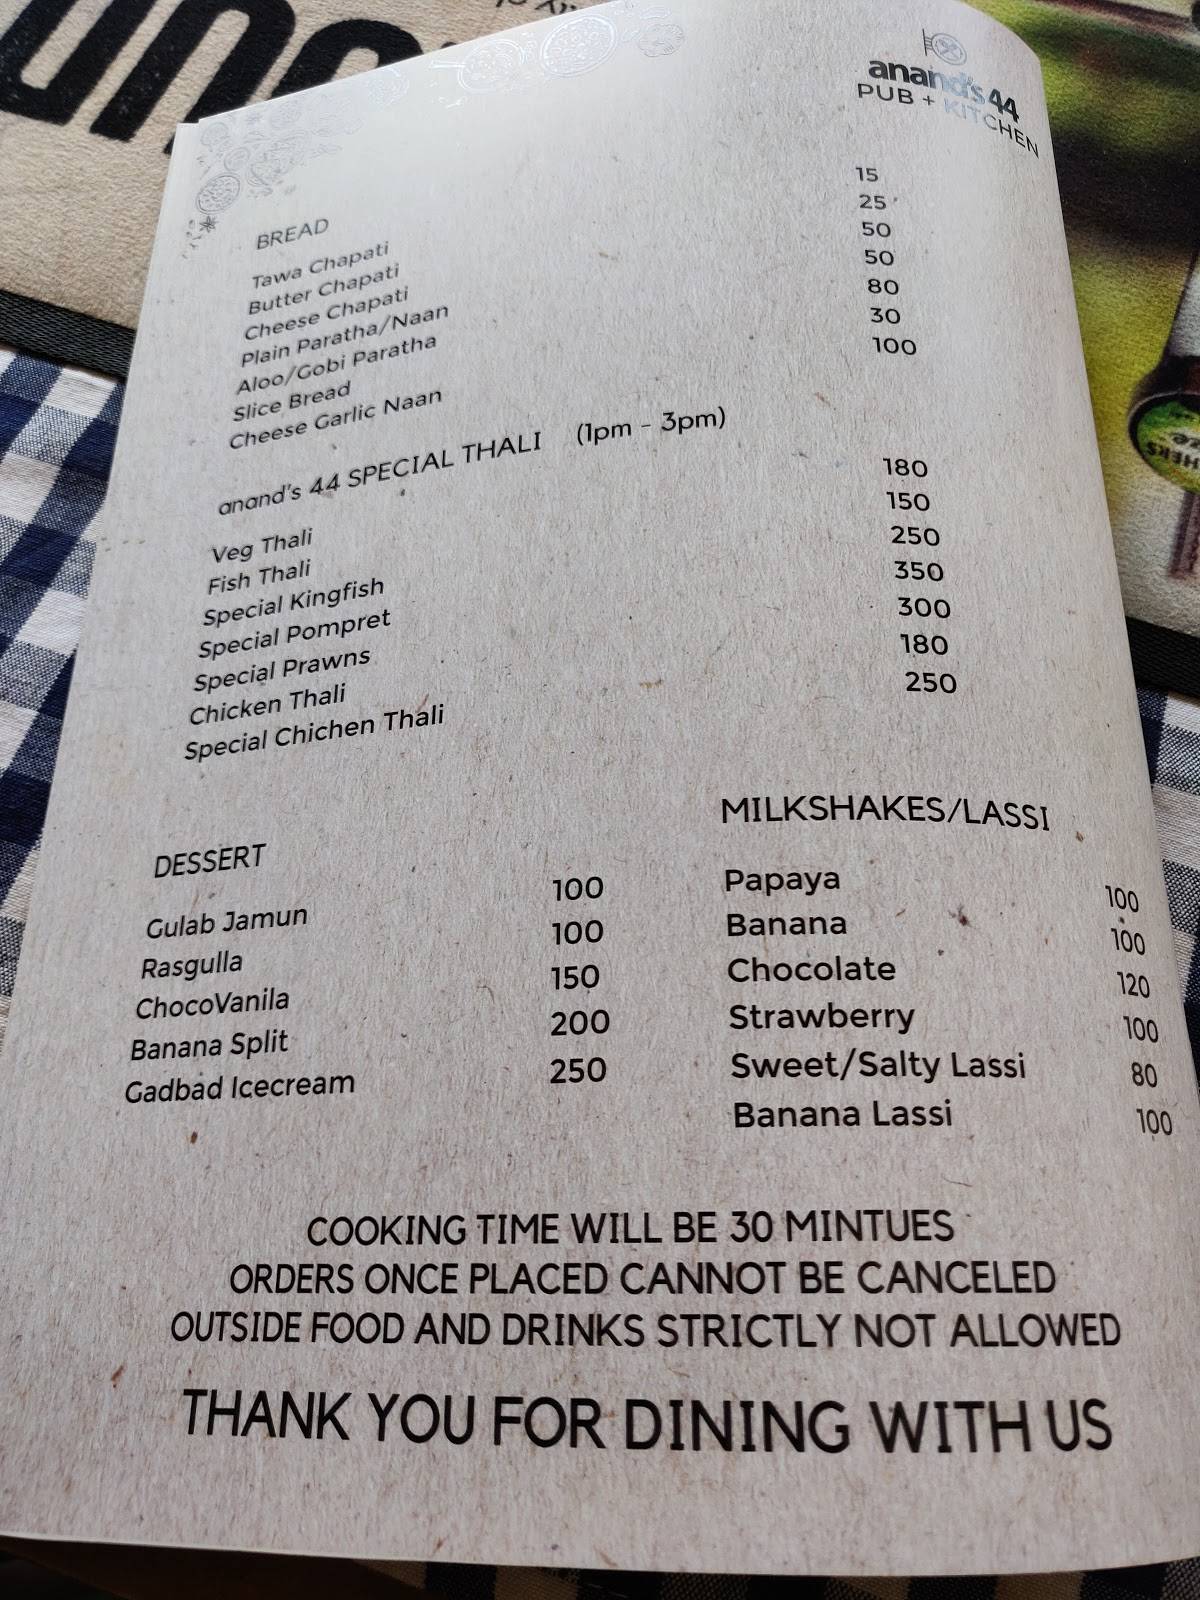 anand's 44
PUB + KITCHEN
BREAD
Tawa Chapati 15
Butter Chapati 25
Cheese Chapati 50
Plain Paratha/Naan 50
Aloo/Gobi Paratha 80
Slice Bread 30
Cheese Garlic Naan 100
anand's 44 SPECIAL THALI (1pm - 3pm)
Veg Thali 180
Fish Thali 150
Special Kingfish 250
Special Pompret 350
Special Prawns 300
Chicken Thali 180
Special Chichen Thali 250
DESSERT
Gulab Jamun 100
Rasgulla 100
ChocoVanila 150
Banana Split 200
Gadbad Icecream 250
MILKSHAKES/LASSI
Papaya 100
Banana 100
Chocolate 120
Strawberry 100
Sweet/Salty Lassi 80
Banana Lassi 100
COOKING TIME WILL BE 30 MINTUES
ORDERS ONCE PLACED CANNOT BE CANCELED
OUTSIDE FOOD AND DRINKS STRICTLY NOT ALLOWED
THANK YOU FOR DINING WITH US